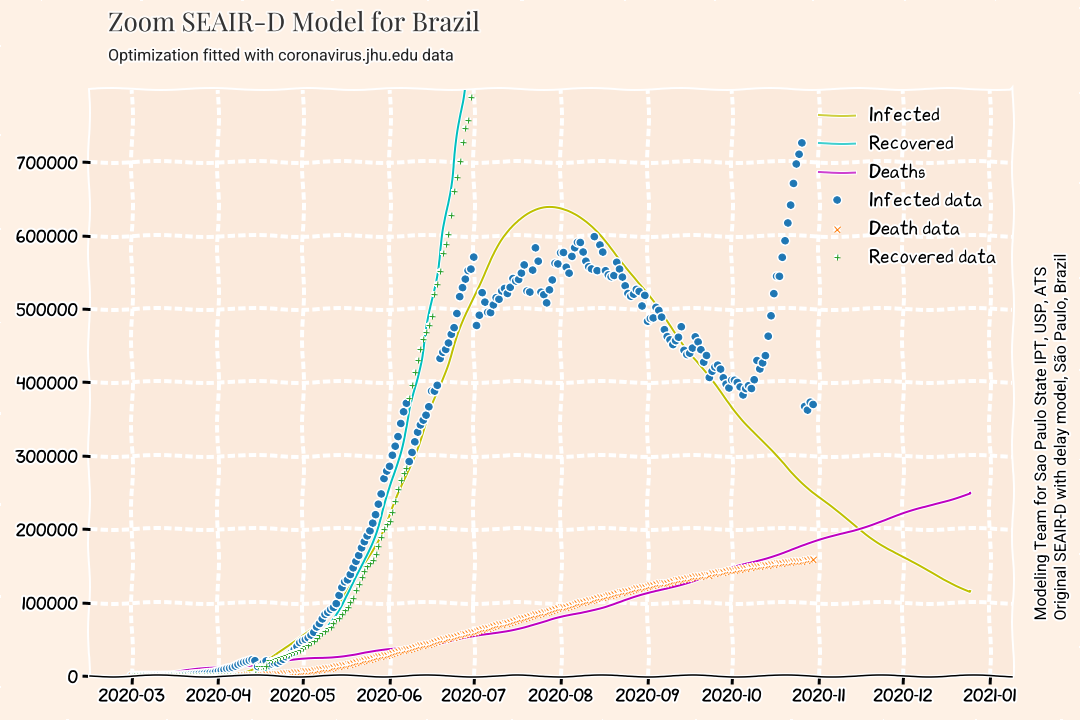 Zoom SEAIR-D Model for Brazil
Optimization fitted with coronavirus.jhu.edu data
Infected
Recovered
Deaths
Infected data
Death data
Recovered data
700000
600000
500000
400000
300000
200000
100000
0
2020-03 2020-04 2020-05 2020-06 2020-07 2020-08 2020-09 2020-10 2020-11 2020-12 2021-01
Modeling Team for Sao Paulo State IPT, USP, ATS
Original SEAIR-D with delay model, São Paulo, Brazil